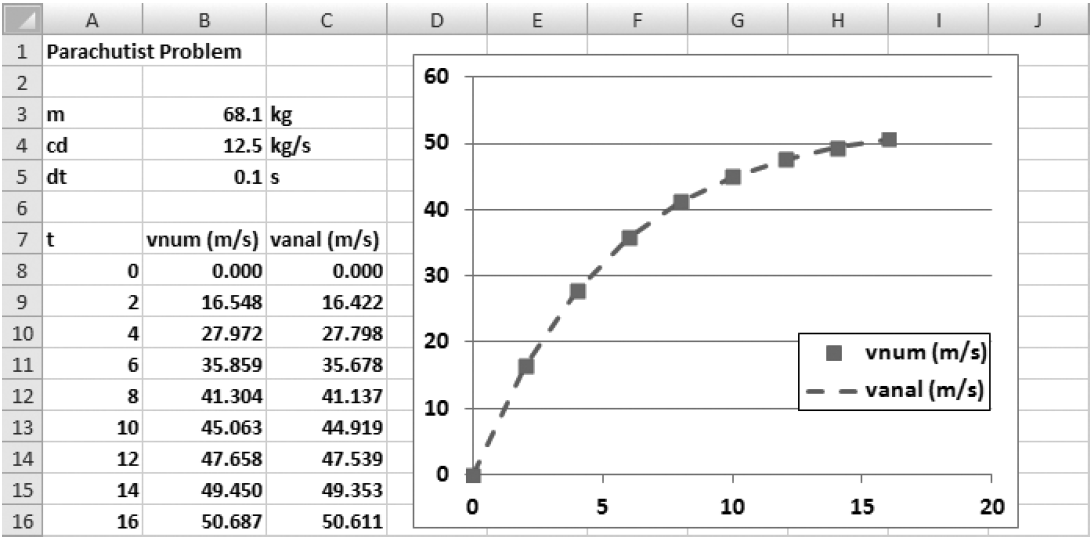 A B C D E F G H I J
1 Parachutist Problem
2
3 m 68.1 kg
4 cd 12.5 kg/s
5 dt 0.1 s
6
7 t vnum (m/s) vanal (m/s)
8 0 0.000 0.000
9 2 16.548 16.422
10 4 27.972 27.798
11 6 35.859 35.678
12 8 41.304 41.137
13 10 45.063 44.919
14 12 47.658 47.539
15 14 49.450 49.353
16 16 50.687 50.611
60
50
40
30
20
10
0
0 5 10 15 20
vnum (m/s)
vanal (m/s)